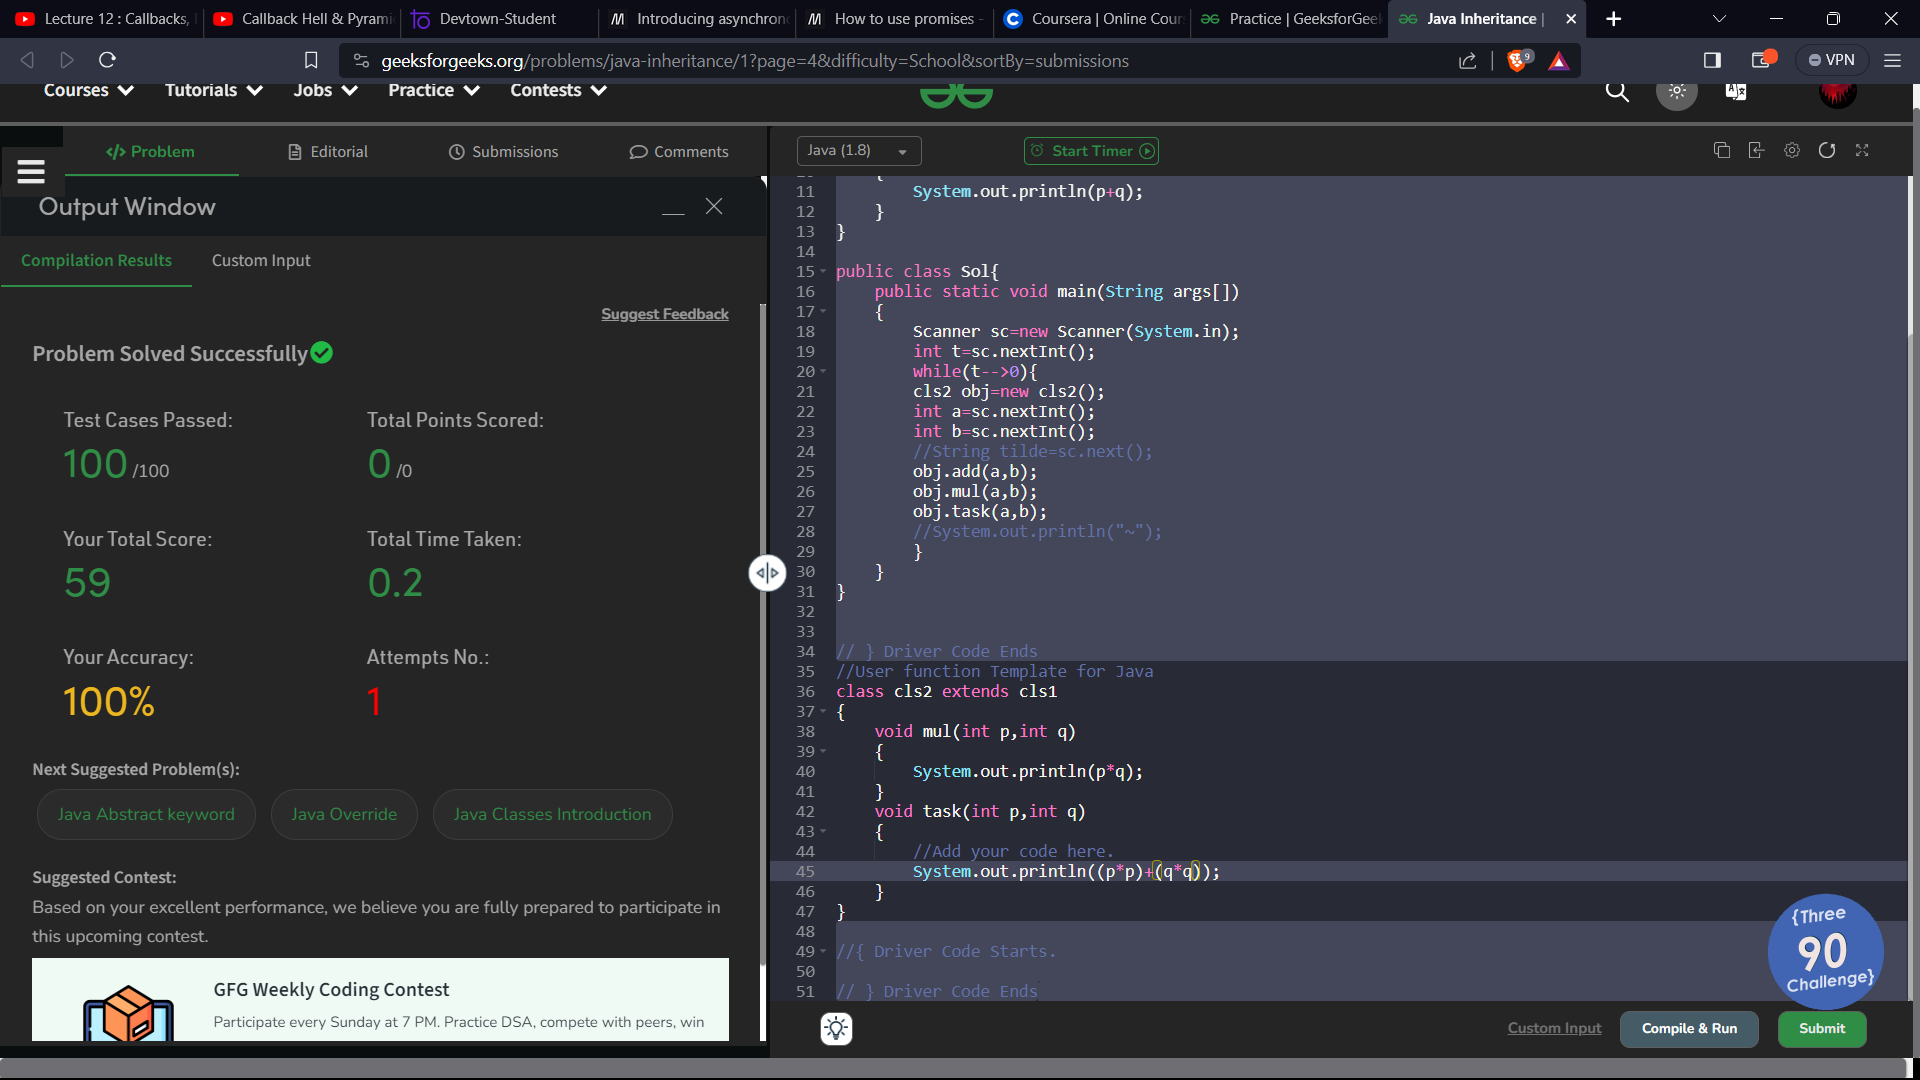 Lecture 12 : Callbacks,
Callback Hell & Pyrami
Devtown-Student
Introducing asynchron
How to use promises -
Coursera | Online Cour
Practice | GeeksforGeek
Java Inheritance |
geeksforgeeks.org/problems/java-inheritance/1?page=4&difficulty=School&sortBy=submissions
9
VPN
Courses
Tutorials
Jobs
Practice
Contests
</> Problem
Editorial
Submissions
Comments
Output Window
Compilation Results
Custom Input
Suggest Feedback
Problem Solved Successfully
Test Cases Passed:
100 /100
Total Points Scored:
0 /0
Your Total Score:
59
Total Time Taken:
0.2
Your Accuracy:
100%
Attempts No.:
1
Next Suggested Problem(s):
Java Abstract keyword
Java Override
Java Classes Introduction
Suggested Contest:
Based on your excellent performance, we believe you are fully prepared to participate in
this upcoming contest.
GFG Weekly Coding Contest
Participate every Sunday at 7 PM. Practice DSA, compete with peers, win
Java (1.8)
Start Timer
11 System.out.println(p+q);
12 }
13 }
14
15 public class Sol{
16 public static void main(String args[])
17 {
18 Scanner sc=new Scanner(System.in);
19 int t=sc.nextInt();
20 while(t-->0){
21 cls2 obj=new cls2();
22 int a=sc.nextInt();
23 int b=sc.nextInt();
24 //String tilde=sc.next();
25 obj.add(a,b);
26 obj.mul(a,b);
27 obj.task(a,b);
28 //System.out.println("~");
29 }
30 }
31 }
32
33
34 // } Driver Code Ends
35 //User function Template for Java
36 class cls2 extends cls1
37 {
38 void mul(int p,int q)
39 {
40 System.out.println(p*q);
41 }
42 void task(int p,int q)
43 {
44 //Add your code here.
45 System.out.println((p*p)+(q*q));
46 }
47 }
48
49 //{ Driver Code Starts.
50
51 // } Driver Code Ends
{Three
90
Challenge}
Custom Input
Compile & Run
Submit